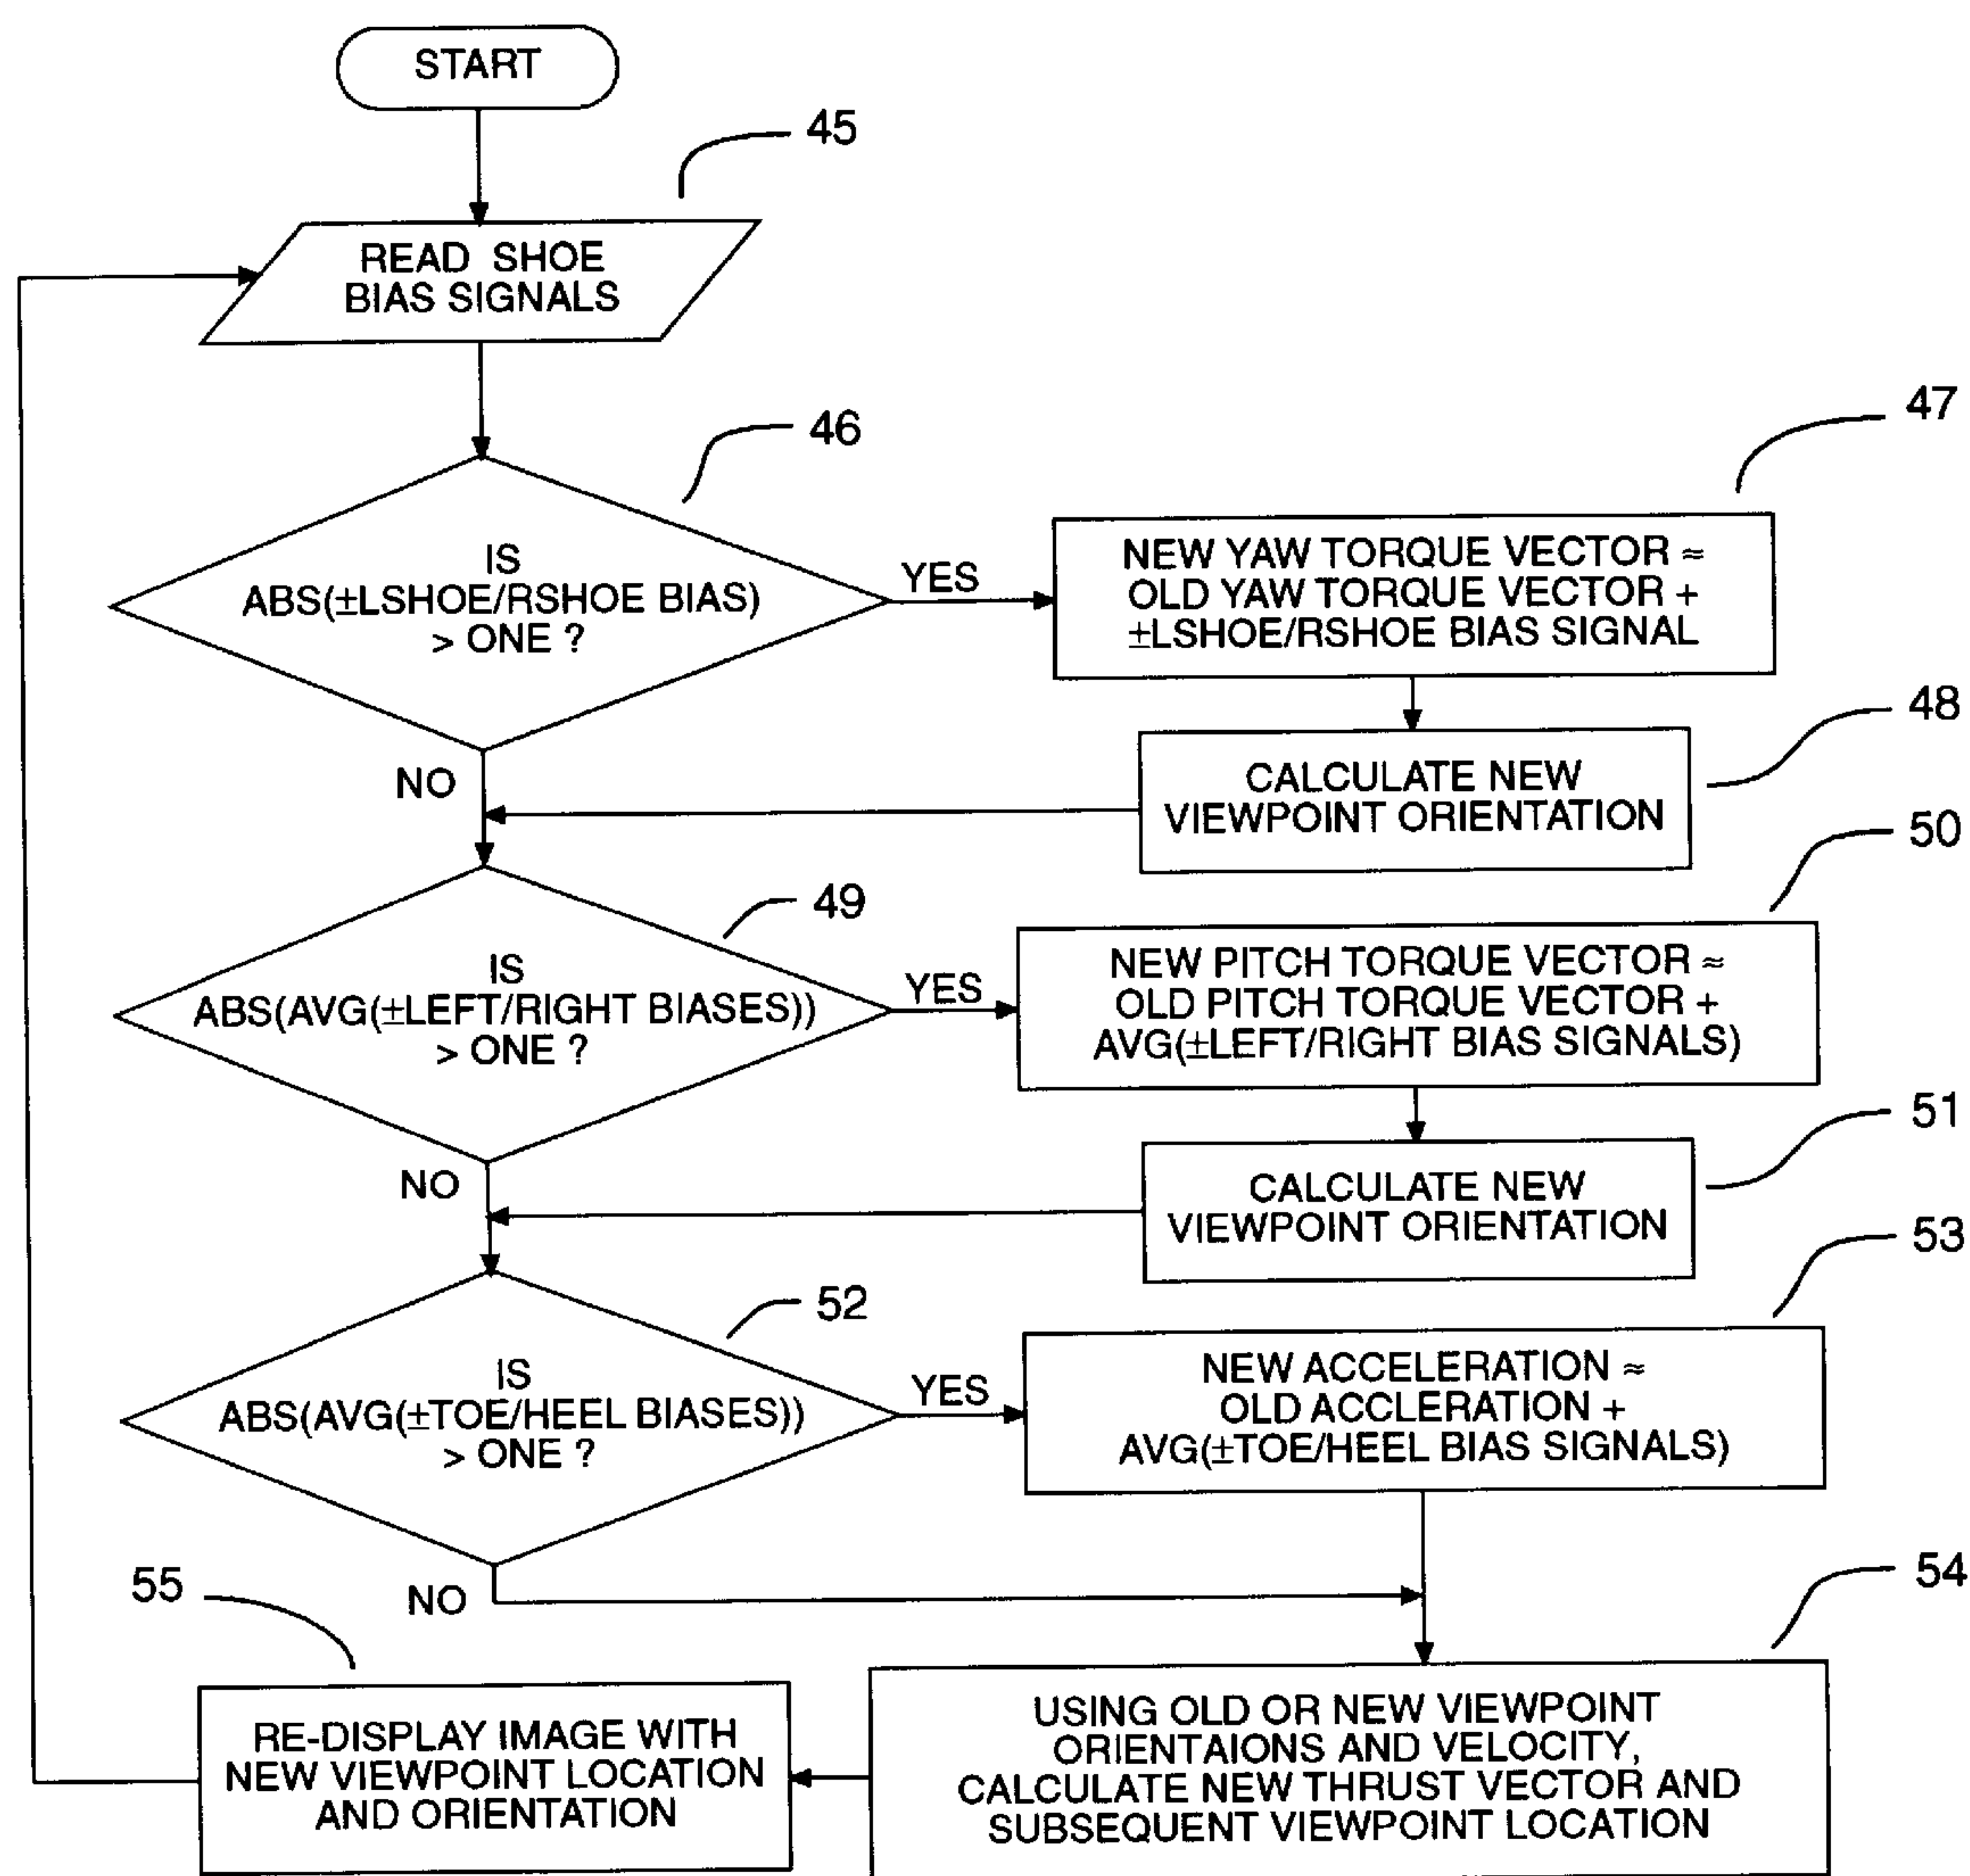 START
45
READ SHOE
BIAS SIGNALS
46
IS
ABS(±LSHOE/RSHOE BIAS)
> ONE ?
YES
47
NEW YAW TORQUE VECTOR ≈
OLD YAW TORQUE VECTOR +
±LSHOE/RSHOE BIAS SIGNAL
48
CALCULATE NEW
VIEWPOINT ORIENTATION
NO
49
IS
ABS(AVG(±LEFT/RIGHT BIASES))
> ONE ?
YES
50
NEW PITCH TORQUE VECTOR ≈
OLD PITCH TORQUE VECTOR +
AVG(±LEFT/RIGHT BIAS SIGNALS)
51
CALCULATE NEW
VIEWPOINT ORIENTATION
NO
52
IS
ABS(AVG(±TOE/HEEL BIASES))
> ONE ?
YES
53
NEW ACCELERATION ≈
OLD ACCLERATION +
AVG(±TOE/HEEL BIAS SIGNALS)
NO
54
USING OLD OR NEW VIEWPOINT
ORIENTAIONS AND VELOCITY,
CALCULATE NEW THRUST VECTOR AND
SUBSEQUENT VIEWPOINT LOCATION
55
RE-DISPLAY IMAGE WITH
NEW VIEWPOINT LOCATION
AND ORIENTATION